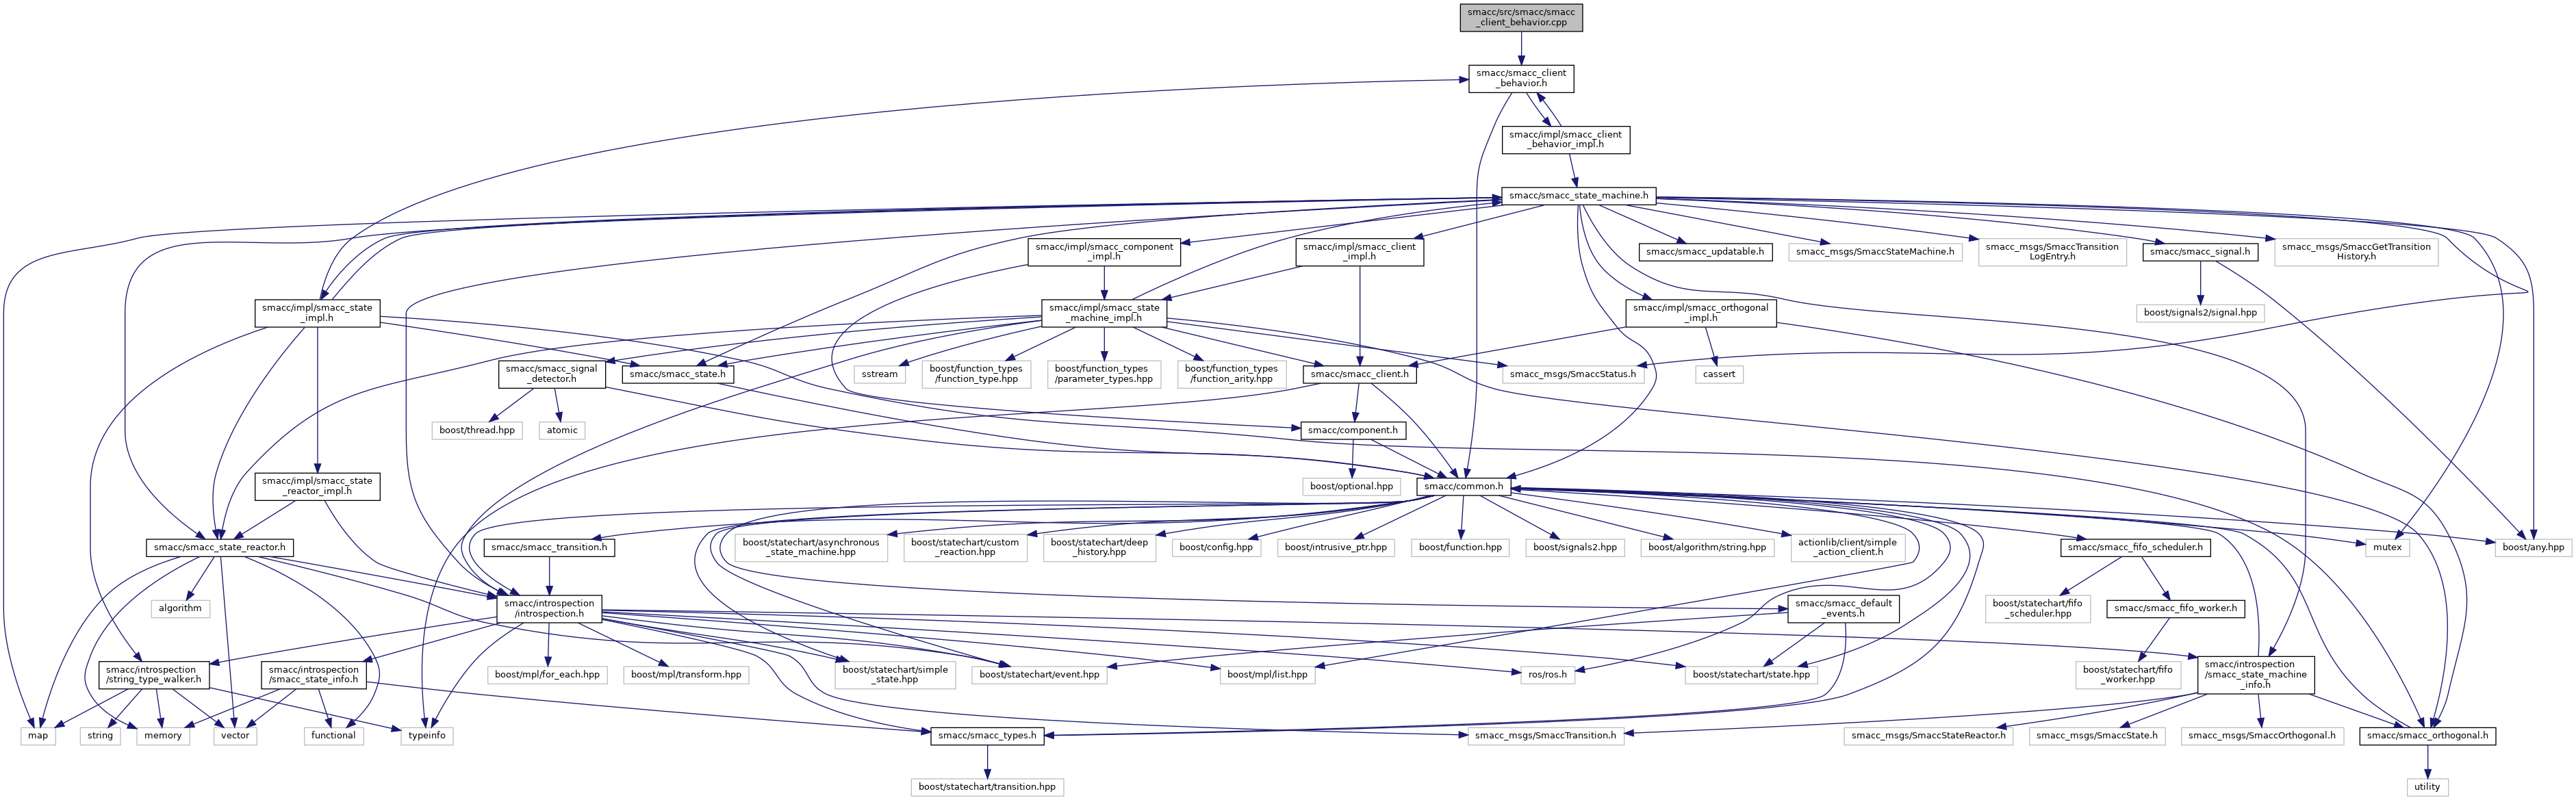 smacc/src/smacc/smacc
_client_behavior.cpp
smacc/smacc_client
_behavior.h
smacc/impl/smacc_client
_behavior_impl.h
smacc/smacc_state_machine.h
smacc/impl/smacc_component
_impl.h
smacc/impl/smacc_client
_impl.h
smacc/smacc_updatable.h
smacc_msgs/SmaccStateMachine.h
smacc_msgs/SmaccTransition
LogEntry.h
smacc/smacc_signal.h
smacc_msgs/SmaccGetTransition
History.h
smacc/impl/smacc_state
_impl.h
smacc/impl/smacc_state
_machine_impl.h
smacc/impl/smacc_orthogonal
_impl.h
boost/signals2/signal.hpp
smacc/smacc_signal
_detector.h
smacc/smacc_state.h
sstream
boost/function_types
/function_type.hpp
boost/function_types
/parameter_types.hpp
boost/function_types
/function_arity.hpp
smacc/smacc_client.h
smacc_msgs/SmaccStatus.h
cassert
boost/thread.hpp
atomic
smacc/component.h
smacc/impl/smacc_state
_reactor_impl.h
boost/optional.hpp
smacc/common.h
smacc/smacc_state_reactor.h
smacc/smacc_transition.h
boost/statechart/asynchronous
_state_machine.hpp
boost/statechart/custom
_reaction.hpp
boost/statechart/deep
_history.hpp
boost/config.hpp
boost/intrusive_ptr.hpp
boost/function.hpp
boost/signals2.hpp
boost/algorithm/string.hpp
actionlib/client/simple
_action_client.h
smacc/smacc_fifo_scheduler.h
mutex
boost/any.hpp
algorithm
smacc/introspection
/introspection.h
smacc/smacc_default
_events.h
boost/statechart/fifo
_scheduler.hpp
smacc/smacc_fifo_worker.h
smacc/introspection
/string_type_walker.h
smacc/introspection
/smacc_state_info.h
boost/mpl/for_each.hpp
boost/mpl/transform.hpp
boost/statechart/simple
_state.hpp
boost/statechart/event.hpp
boost/mpl/list.hpp
ros/ros.h
boost/statechart/state.hpp
boost/statechart/fifo
_worker.hpp
smacc/introspection
/smacc_state_machine
_info.h
map
string
memory
vector
functional
typeinfo
smacc/smacc_types.h
smacc_msgs/SmaccTransition.h
smacc_msgs/SmaccStateReactor.h
smacc_msgs/SmaccState.h
smacc_msgs/SmaccOrthogonal.h
smacc/smacc_orthogonal.h
boost/statechart/transition.hpp
utility